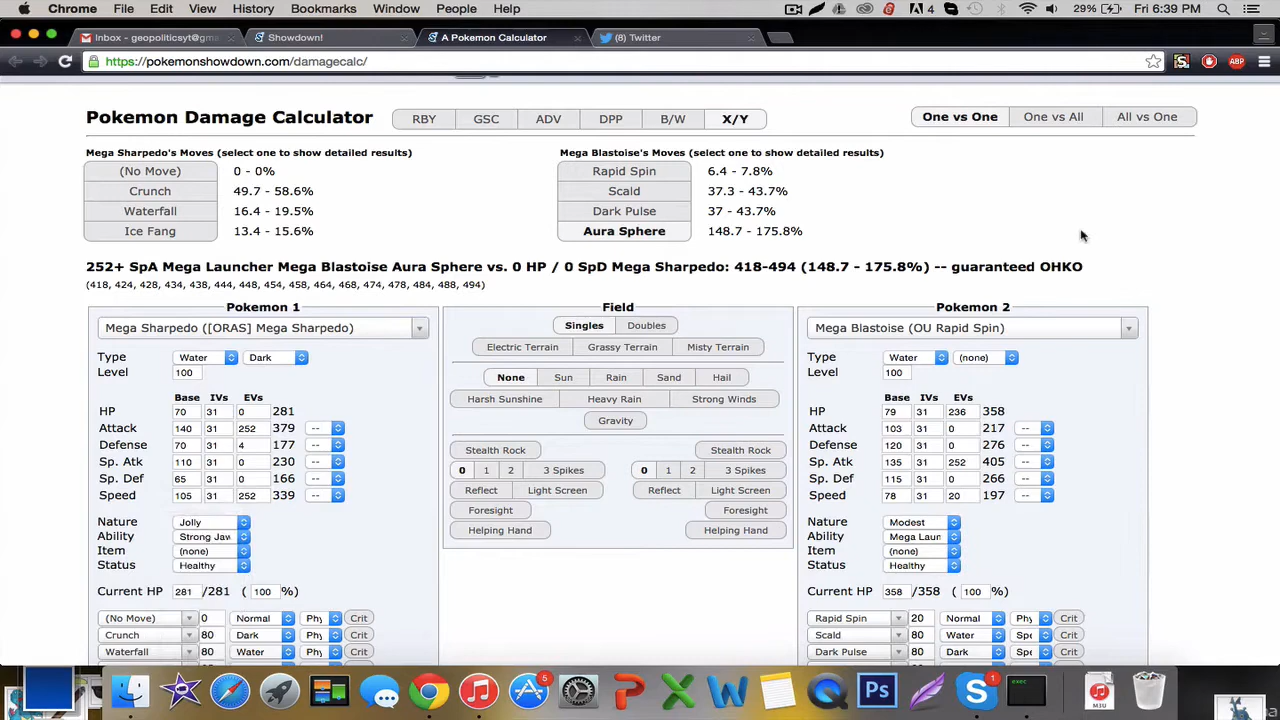 Chrome File Edit View History Bookmarks Window People Help 4 29% Fri 6:39 PM
Inbox - geopoliticsyt@gm Showdown! A Pokemon Calculator (8) Twitter
https://pokemonshowdown.com/damagecalc/ ABP
Pokemon Damage Calculator RBY GSC ADV DPP B/W X/Y One vs One One vs All All vs One
Mega Sharpedo's Moves (select one to show detailed results) Mega Blastoise's Moves (select one to show detailed results)
(No Move) 0 - 0% Rapid Spin 6.4 - 7.8%
Crunch 49.7 - 58.6% Scald 37.3 - 43.7%
Waterfall 16.4 - 19.5% Dark Pulse 37 - 43.7%
Ice Fang 13.4 - 15.6% Aura Sphere 148.7 - 175.8%
252+ SpA Mega Launcher Mega Blastoise Aura Sphere vs. 0 HP / 0 SpD Mega Sharpedo: 418-494 (148.7 - 175.8%) -- guaranteed OHKO
(418, 424, 428, 434, 438, 444, 448, 454, 458, 464, 468, 474, 478, 484, 488, 494)
Pokemon 1 Field Pokemon 2
Mega Sharpedo ([ORAS] Mega Sharpedo) Singles Doubles Mega Blastoise (OU Rapid Spin)
Electric Terrain Grassy Terrain Misty Terrain
Type Water Dark Type Water (none)
Level 100 None Sun Rain Sand Hail Level 100
Base IVs EVs Harsh Sunshine Heavy Rain Strong Winds Base IVs EVs
HP 70 31 0 281 Gravity HP 79 31 236 358
Attack 140 31 252 379 -- Attack 103 31 0 217 --
Defense 70 31 4 177 -- Stealth Rock Stealth Rock Defense 120 31 0 276 --
Sp. Atk 110 31 0 230 -- 0 1 2 3 Spikes 0 1 2 3 Spikes Sp. Atk 135 31 252 405 --
Sp. Def 65 31 0 166 -- Reflect Light Screen Reflect Light Screen Sp. Def 115 31 0 266 --
Speed 105 31 252 339 -- Foresight Foresight Speed 78 31 20 197 --
Nature Jolly Helping Hand Helping Hand Nature Modest
Ability Strong Jaw Ability Mega Laun
Item (none) Item (none)
Status Healthy Status Healthy
Current HP 281 /281 ( 100 %) Current HP 358 /358 ( 100 %)
(No Move) 0 Normal Phy Crit Rapid Spin 20 Normal Phy Crit
Crunch 80 Dark Phy Crit Scald 80 Water Spe Crit
Waterfall 80 Water Phy Crit Dark Pulse 80 Dark Spe Crit
5 Ps 1 exec M3U